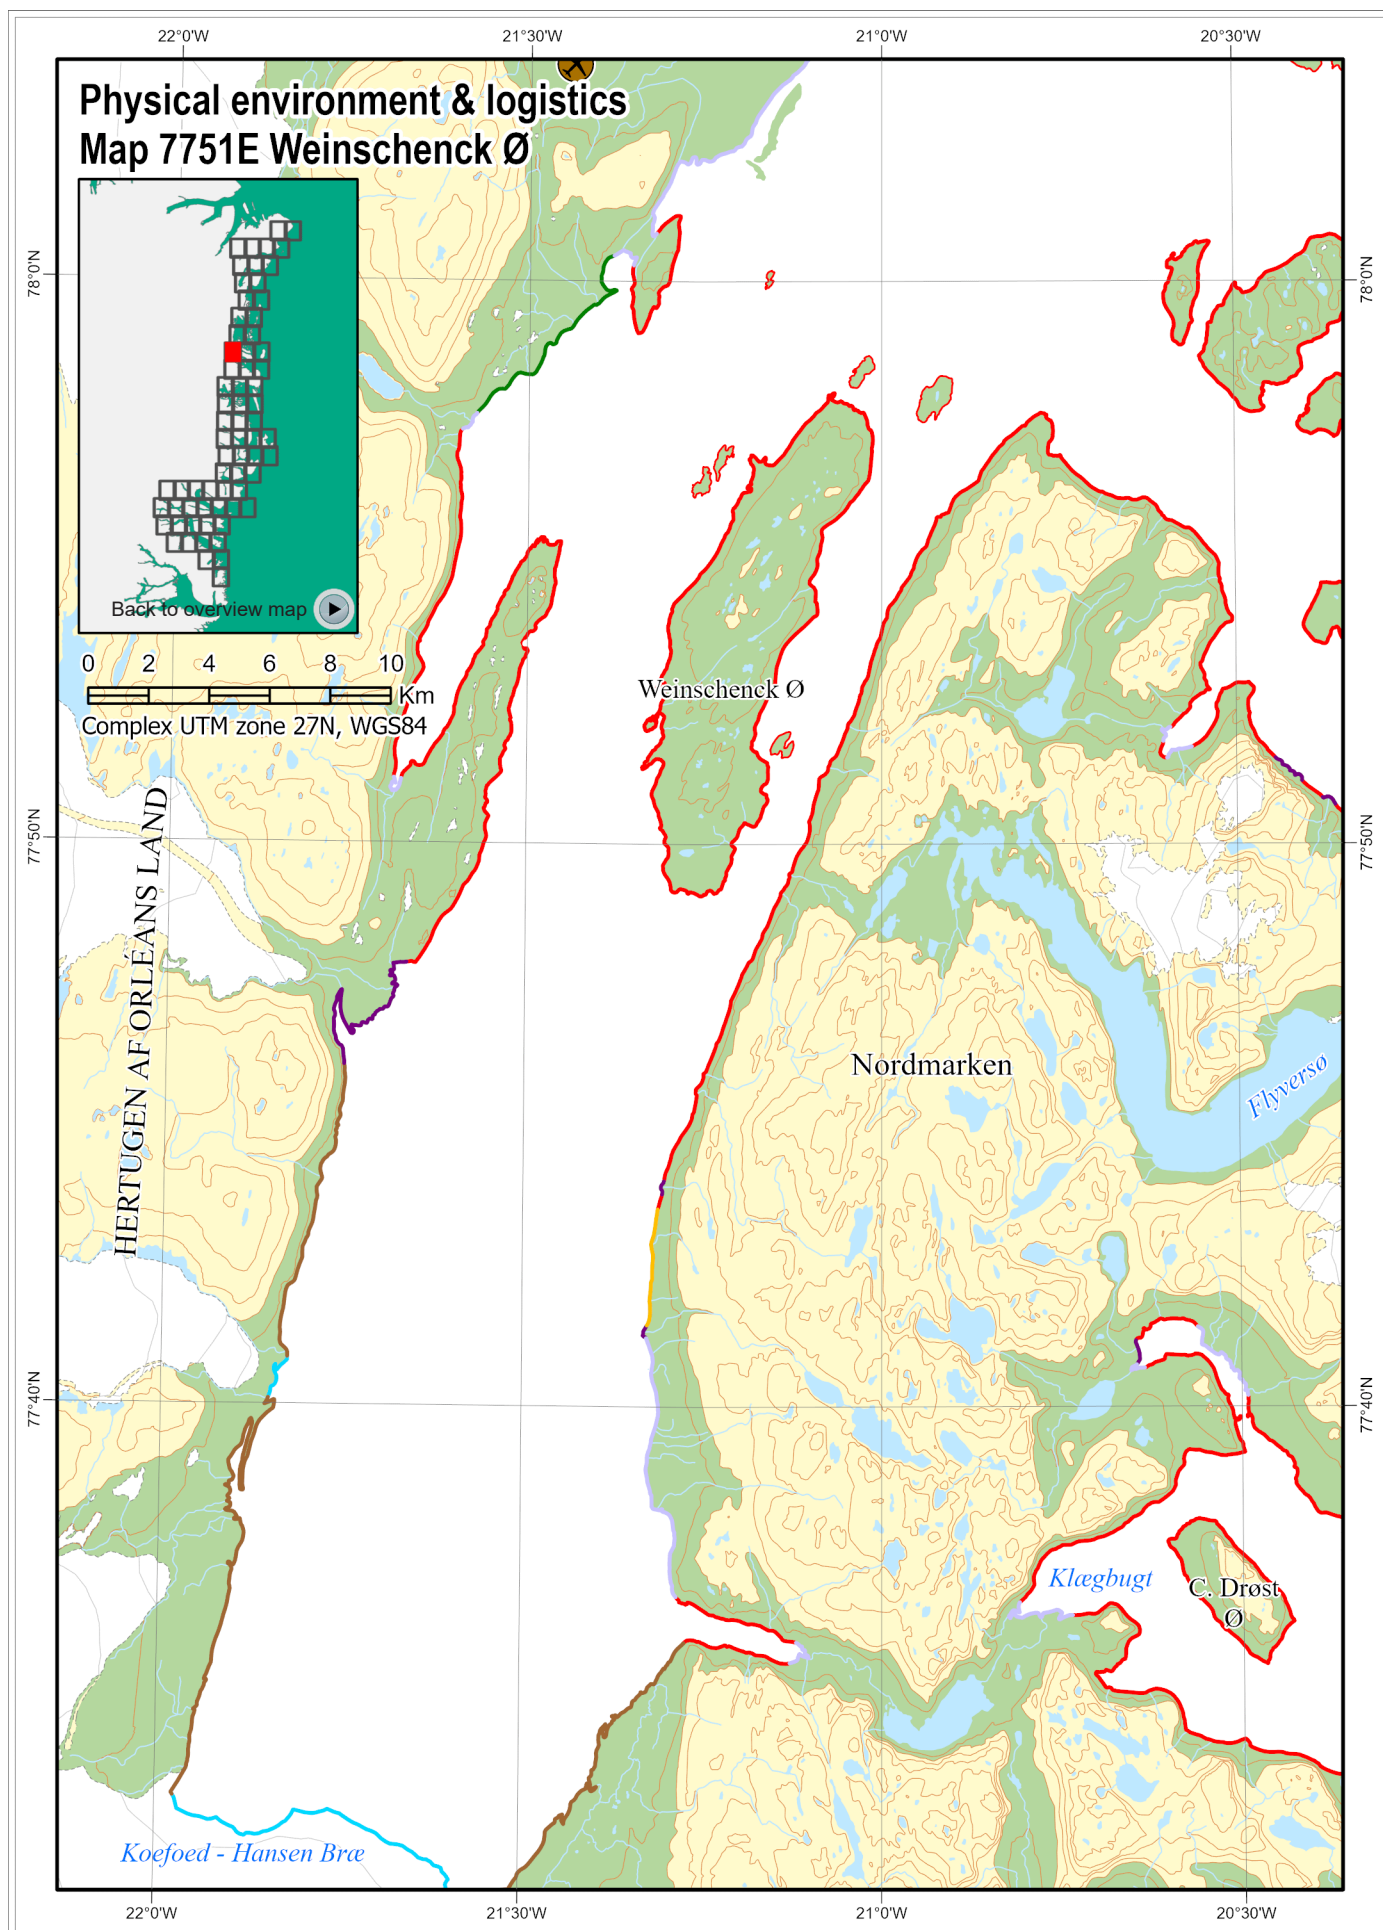 22°0'W 21°30'W 21°0'W 20°30'W
Physical environment & logistics
Map 7751E Weinschenck Ø
78°0'N
78°0'N
Back to overview map
0 2 4 6 8 10
Km
Complex UTM zone 27N, WGS84
Weinschenck Ø
77°50'N
77°50'N
HERTUGEN AF ORLÉANS LAND
Nordmarken
Flyversø
77°40'N
77°40'N
Klægbugt
C. Drøst
Ø
Koefoed - Hansen Bræ
22°0'W 21°30'W 21°0'W 20°30'W